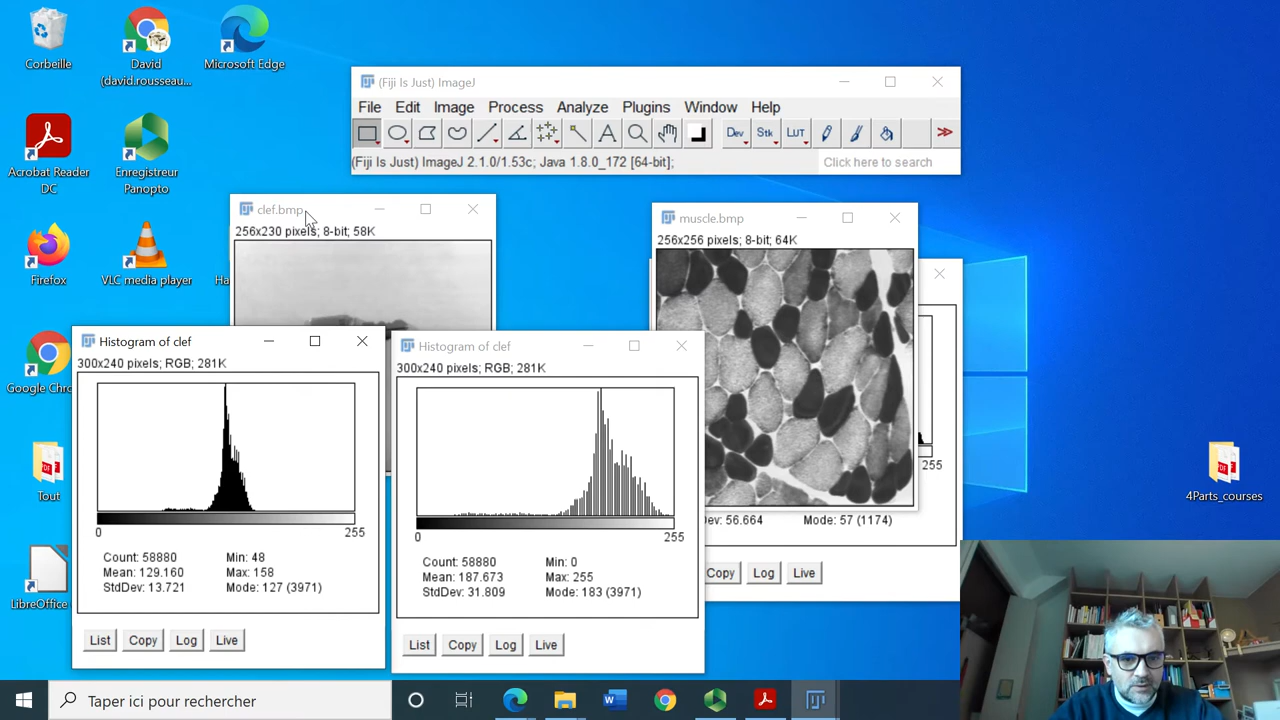 Corbeille
David
(david.rousseau...
Microsoft Edge
Acrobat Reader
DC
Enregistreur
Panopto
Firefox
VLC media player
Ha
Google Chro
Tout
LibreOffice
4Parts_courses
(Fiji Is Just) ImageJ
File Edit Image Process Analyze Plugins Window Help
A Dev Stk LUT >>
(Fiji Is Just) ImageJ 2.1.0/1.53c; Java 1.8.0_172 [64-bit];
Click here to search
clef.bmp
256x230 pixels; 8-bit; 58K
muscle.bmp
256x256 pixels; 8-bit; 64K
Histogram of clef
300x240 pixels; RGB; 281K
0 255
Count: 58880 Min: 48
Mean: 129.160 Max: 158
StdDev: 13.721 Mode: 127 (3971)
List Copy Log Live
Histogram of clef
300x240 pixels; RGB; 281K
0 255
Count: 58880 Min: 0
Mean: 187.673 Max: 255
StdDev: 31.809 Mode: 183 (3971)
List Copy Log Live
255
Dev: 56.664 Mode: 57 (1174)
Copy Log Live
Taper ici pour rechercher